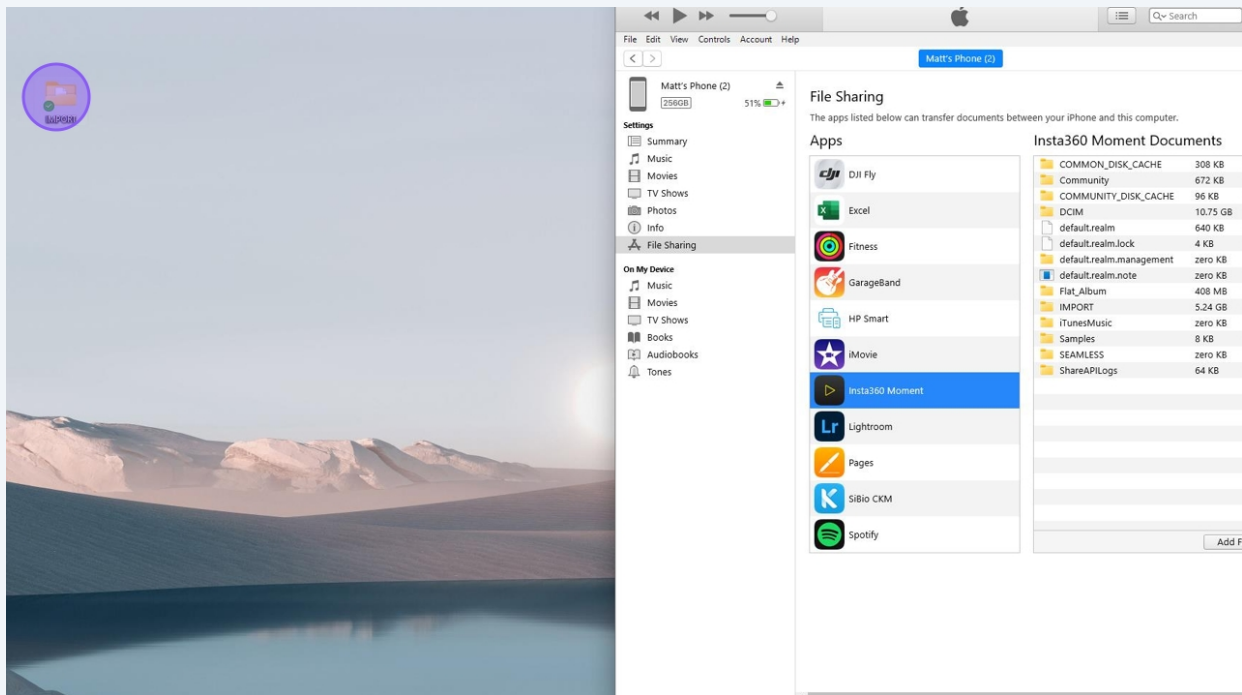 IMPORT
Search
File Edit View Controls Account Help
Matt's Phone (2)
Matt's Phone (2)
256GB
51%
Settings
Summary
Music
Movies
TV Shows
Photos
Info
File Sharing
On My Device
Music
Movies
TV Shows
Books
Audiobooks
Tones
File Sharing
The apps listed below can transfer documents between your iPhone and this computer.
Apps
dji DJI Fly
Excel
Fitness
GarageBand
HP Smart
iMovie
Insta360 Moment
Lr Lightroom
Pages
SiBio CKM
Spotify
Insta360 Moment Documents
COMMON_DISK_CACHE 308 KB
Community 672 KB
COMMUNITY_DISK_CACHE 96 KB
DCIM 10.75 GB
default.realm 640 KB
default.realm.lock 4 KB
default.realm.management zero KB
default.realm.note zero KB
Flat_Album 408 MB
IMPORT 5.24 GB
iTunesMusic zero KB
Samples 8 KB
SEAMLESS zero KB
ShareAPILogs 64 KB
Add F